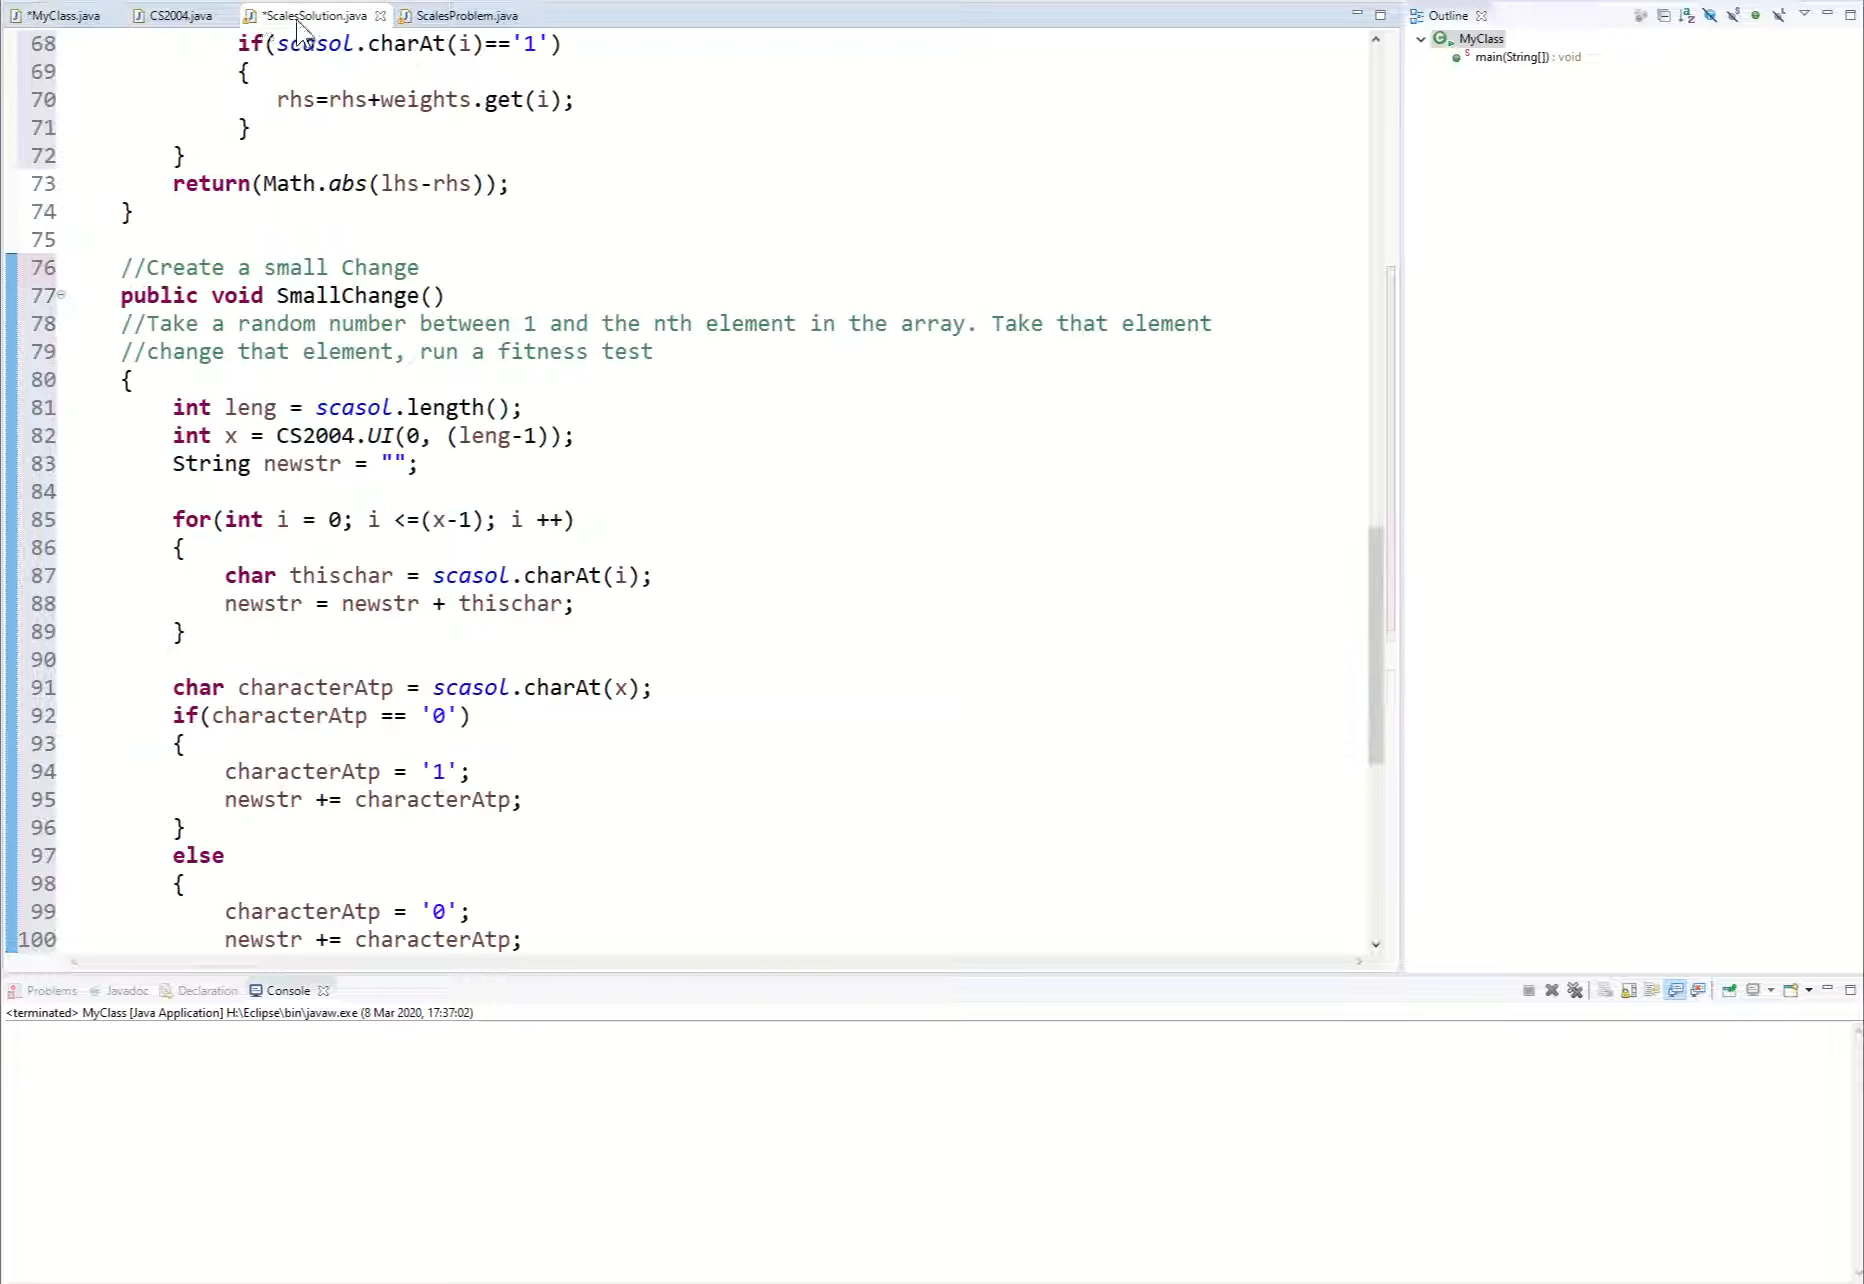 *MyClass.java CS2004.java *ScalesSolution.java ScalesProblem.java
68 if(scasol.charAt(i)=='1')
69 {
70 rhs=rhs+weights.get(i);
71 }
72 }
73 return(Math.abs(lhs-rhs));
74 }
75
76 //Create a small Change
77 public void SmallChange()
78 //Take a random number between 1 and the nth element in the array. Take that element
79 //change that element, run a fitness test
80 {
81 int leng = scasol.length();
82 int x = CS2004.UI(0, (leng-1));
83 String newstr = "";
84
85 for(int i = 0; i <=(x-1); i ++)
86 {
87 char thischar = scasol.charAt(i);
88 newstr = newstr + thischar;
89 }
90
91 char characterAtp = scasol.charAt(x);
92 if(characterAtp == '0')
93 {
94 characterAtp = '1';
95 newstr += characterAtp;
96 }
97 else
98 {
99 characterAtp = '0';
100 newstr += characterAtp;
Outline
MyClass
main(String[]) : void
Problems Javadoc Declaration Console
<terminated> MyClass [Java Application] H:\Eclipse\bin\javaw.exe (8 Mar 2020, 17:37:02)